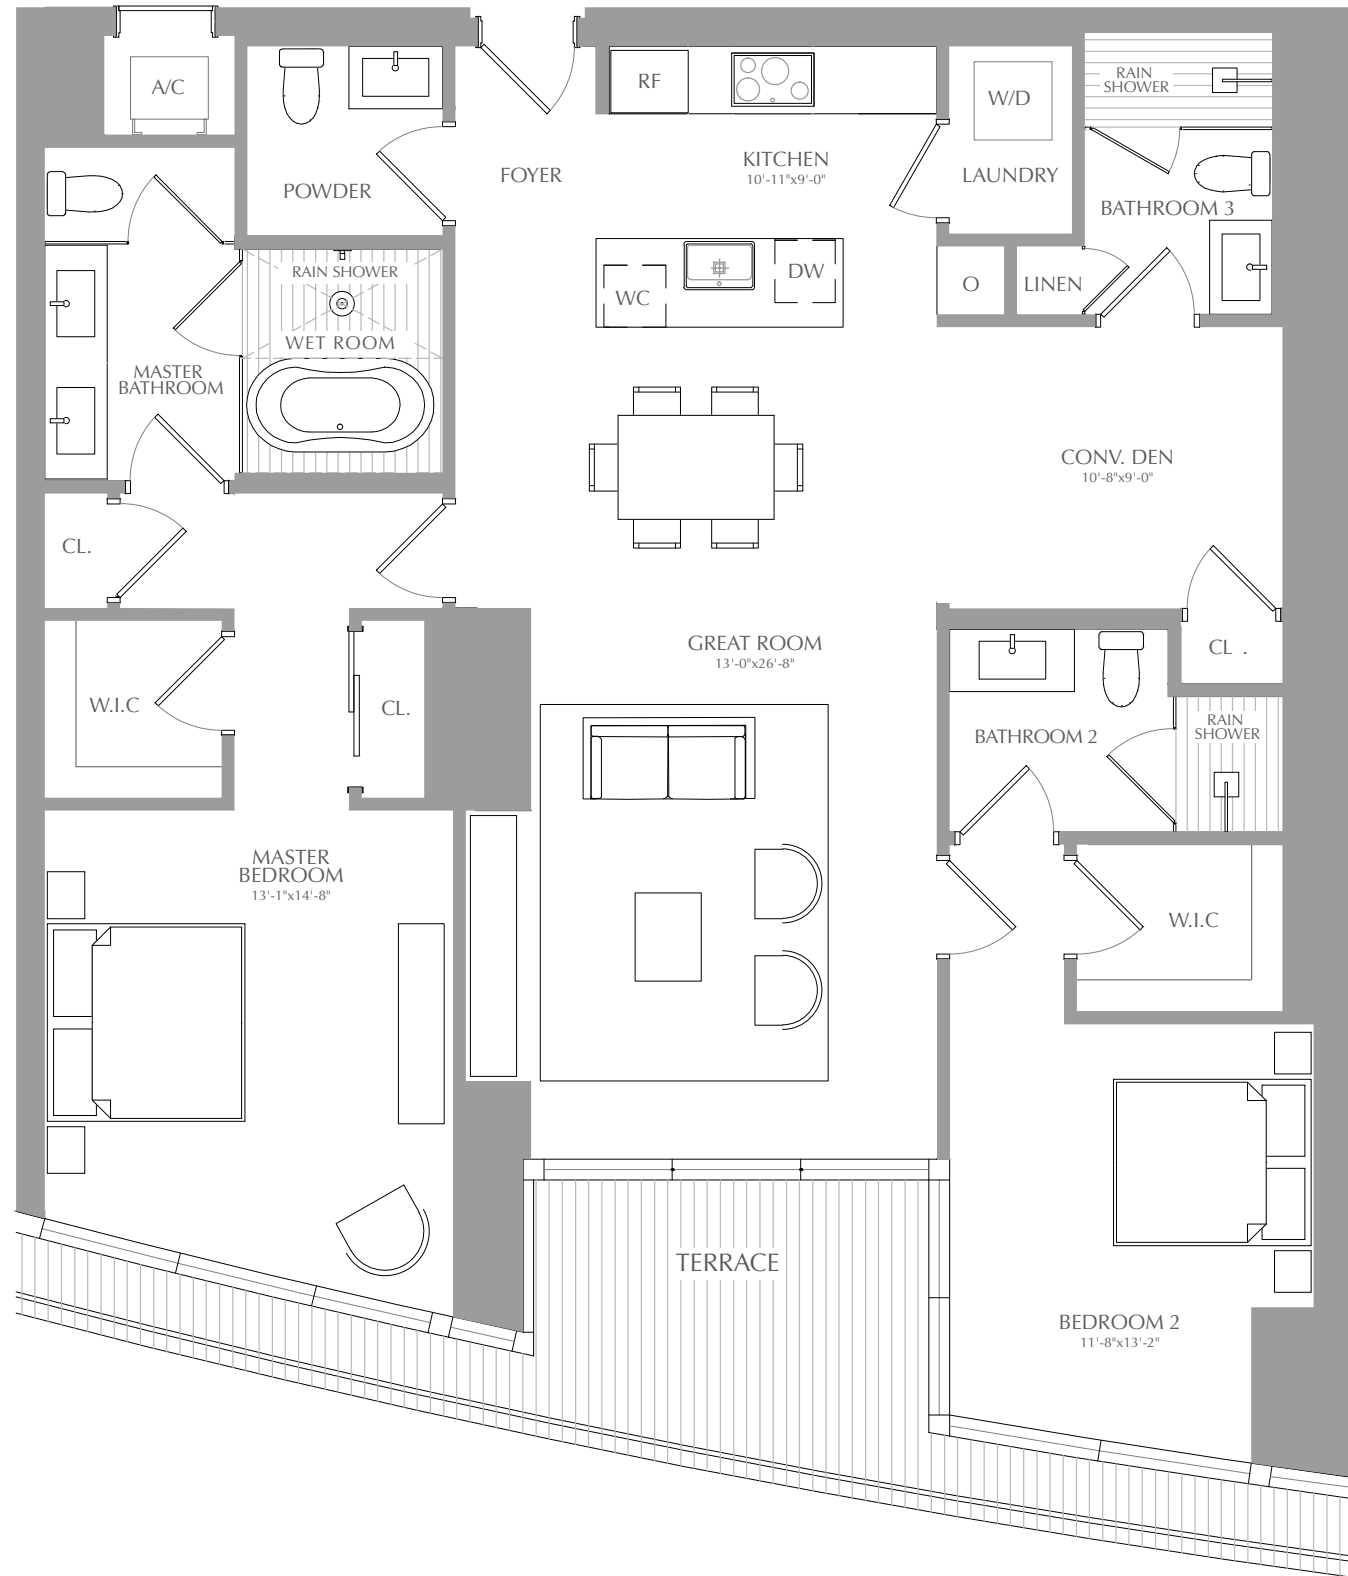 A/C
POWDER
FOYER
RF
KITCHEN
10'-11"x9'-0"
W/D
LAUNDRY
RAIN
SHOWER
BATHROOM 3
RAIN SHOWER
WET ROOM
MASTER
BATHROOM
WC
DW
O
LINEN
CONV. DEN
10'-8"x9'-0"
CL.
W.I.C
CL.
GREAT ROOM
13'-0"x26'-8"
CL .
BATHROOM 2
RAIN
SHOWER
MASTER
BEDROOM
13'-1"x14'-8"
W.I.C
TERRACE
BEDROOM 2
11'-8"x13'-2"